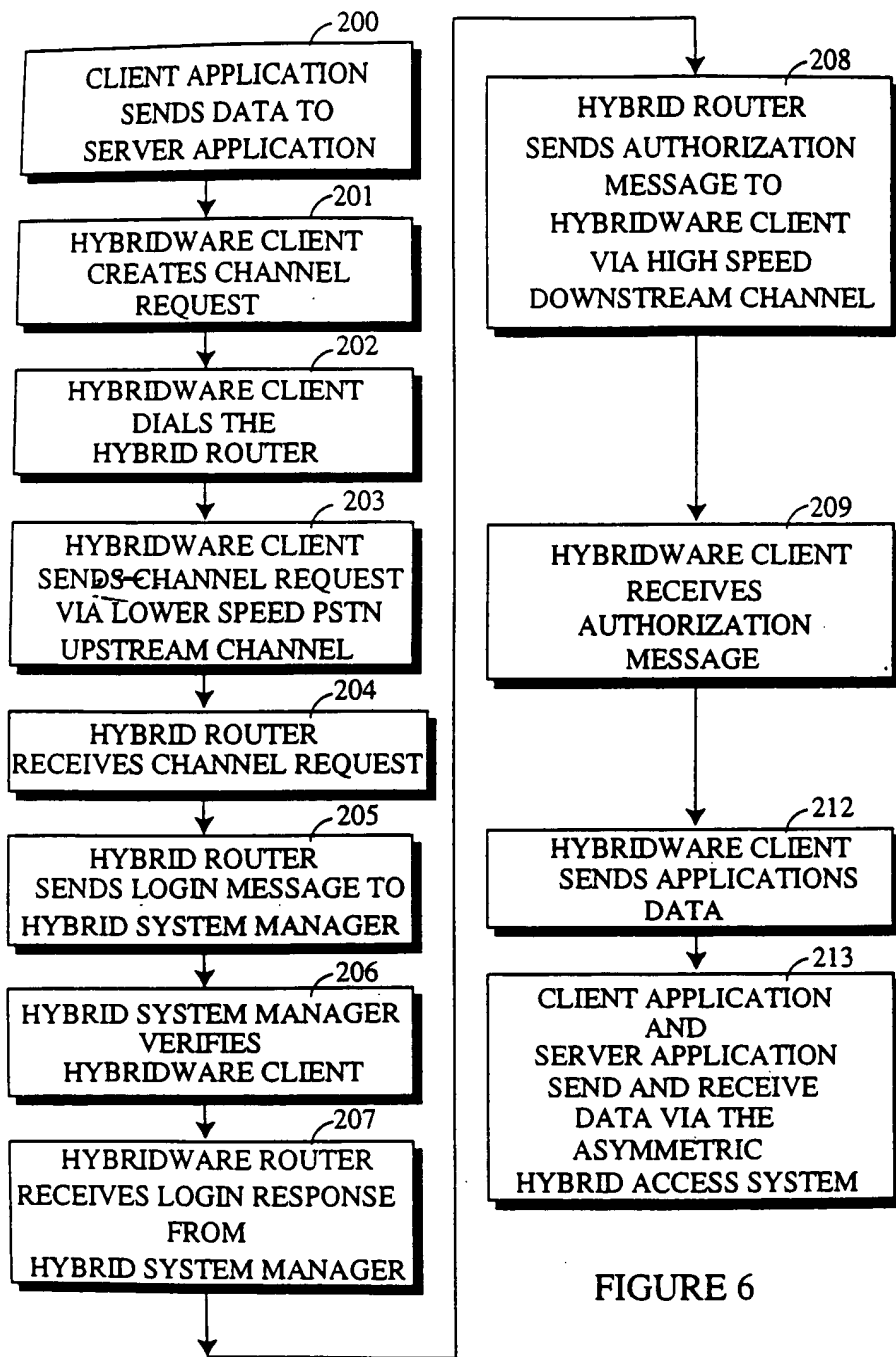 200
CLIENT APPLICATION
SENDS DATA TO
SERVER APPLICATION
201
HYBRIDWARE CLIENT
CREATES CHANNEL
REQUEST
202
HYBRIDWARE CLIENT
DIALS THE
HYBRID ROUTER
203
HYBRIDWARE CLIENT
SENDS CHANNEL REQUEST
VIA LOWER SPEED PSTN
UPSTREAM CHANNEL
204
HYBRID ROUTER
RECEIVES CHANNEL REQUEST
205
HYBRID ROUTER
SENDS LOGIN MESSAGE TO
HYBRID SYSTEM MANAGER
206
HYBRID SYSTEM MANAGER
VERIFIES
HYBRIDWARE CLIENT
207
HYBRIDWARE ROUTER
RECEIVES LOGIN RESPONSE
FROM
HYBRID SYSTEM MANAGER
208
HYBRID ROUTER
SENDS AUTHORIZATION
MESSAGE TO
HYBRIDWARE CLIENT
VIA HIGH SPEED
DOWNSTREAM CHANNEL
209
HYBRIDWARE CLIENT
RECEIVES
AUTHORIZATION
MESSAGE
212
HYBRIDWARE CLIENT
SENDS APPLICATIONS
DATA
213
CLIENT APPLICATION
AND
SERVER APPLICATION
SEND AND RECEIVE
DATA VIA THE
ASYMMETRIC
HYBRID ACCESS SYSTEM
FIGURE 6